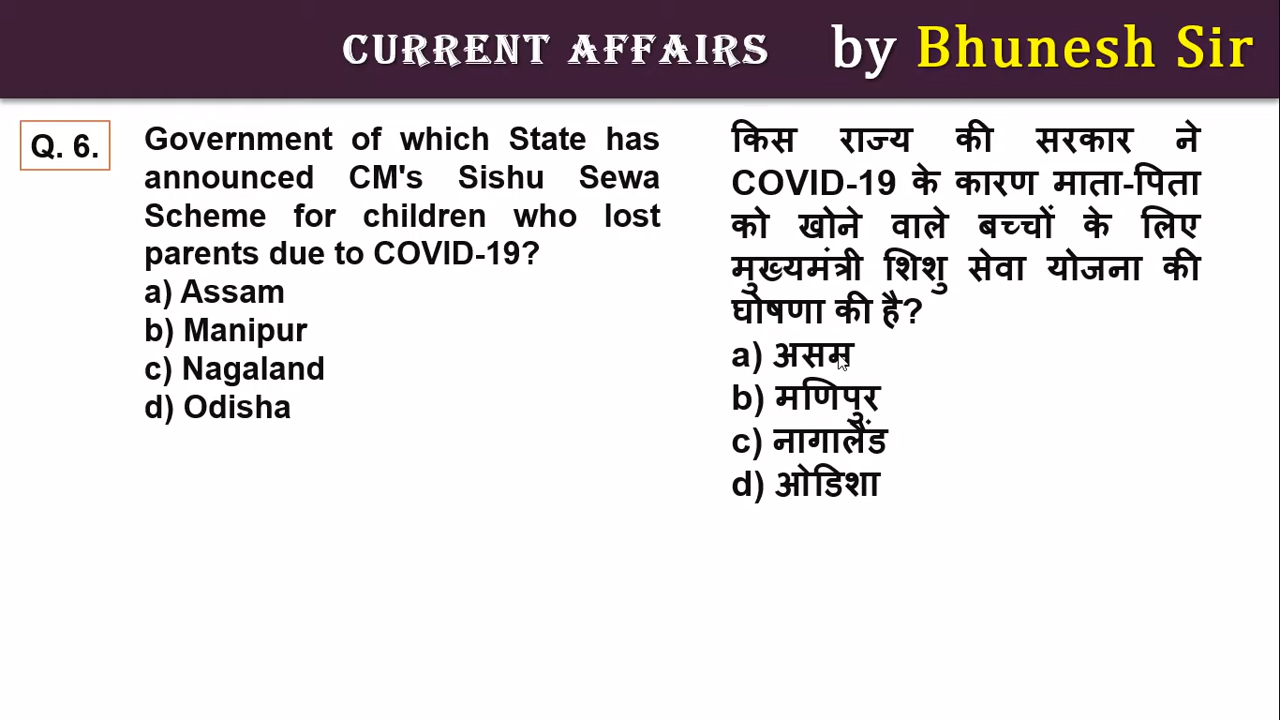 CURRENT AFFAIRS by Bhunesh Sir
Q. 6.
Government of which State has
announced CM's Sishu Sewa
Scheme for children who lost
parents due to COVID-19?
a) Assam
b) Manipur
c) Nagaland
d) Odisha
किस राज्य की सरकार ने
COVID-19 के कारण माता-पिता
को खोने वाले बच्चों के लिए
मुख्यमंत्री शिशु सेवा योजना की
घोषणा की है?
a) असम
b) मणिपुर
c) नागालैंड
d) ओडिशा